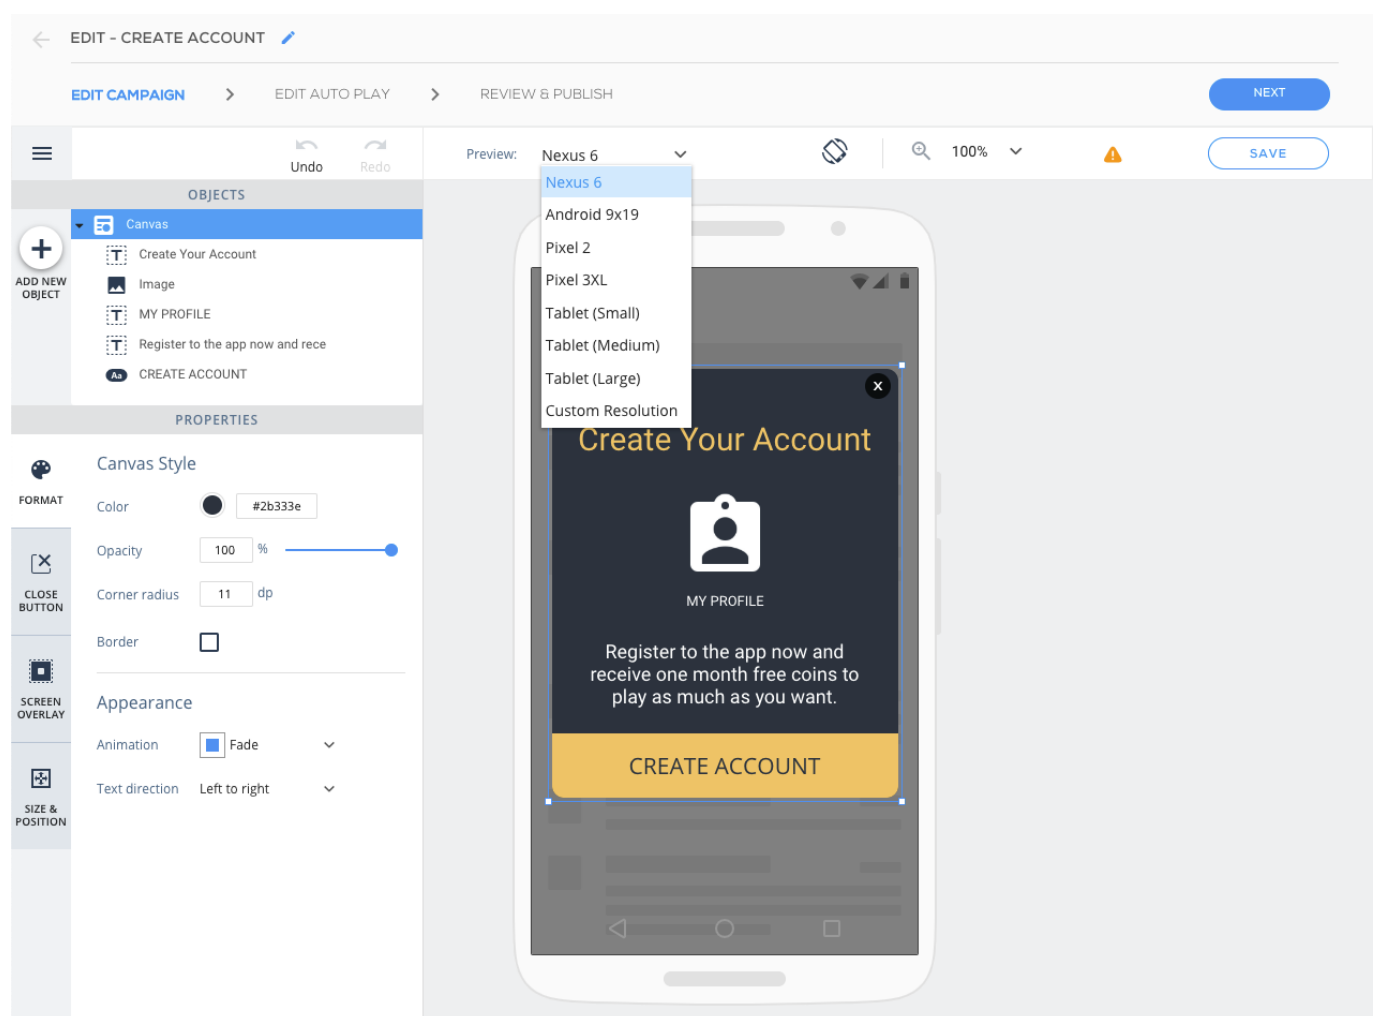 EDIT - CREATE ACCOUNT
EDIT CAMPAIGN
EDIT AUTO PLAY
REVIEW & PUBLISH
NEXT
Undo
Redo
Preview:
Nexus 6
100%
SAVE
Nexus 6
Android 9x19
Pixel 2
Pixel 3XL
Tablet (Small)
Tablet (Medium)
Tablet (Large)
Custom Resolution
OBJECTS
ADD NEW
OBJECT
Canvas
T Create Your Account
Image
T MY PROFILE
T Register to the app now and rece
Aa CREATE ACCOUNT
PROPERTIES
FORMAT
CLOSE
BUTTON
SCREEN
OVERLAY
SIZE &
POSITION
Canvas Style
Color
#2b333e
Opacity
100 %
Corner radius
11 dp
Border
Appearance
Animation
Fade
Text direction
Left to right
X
Create Your Account
MY PROFILE
Register to the app now and
receive one month free coins to
play as much as you want.
CREATE ACCOUNT